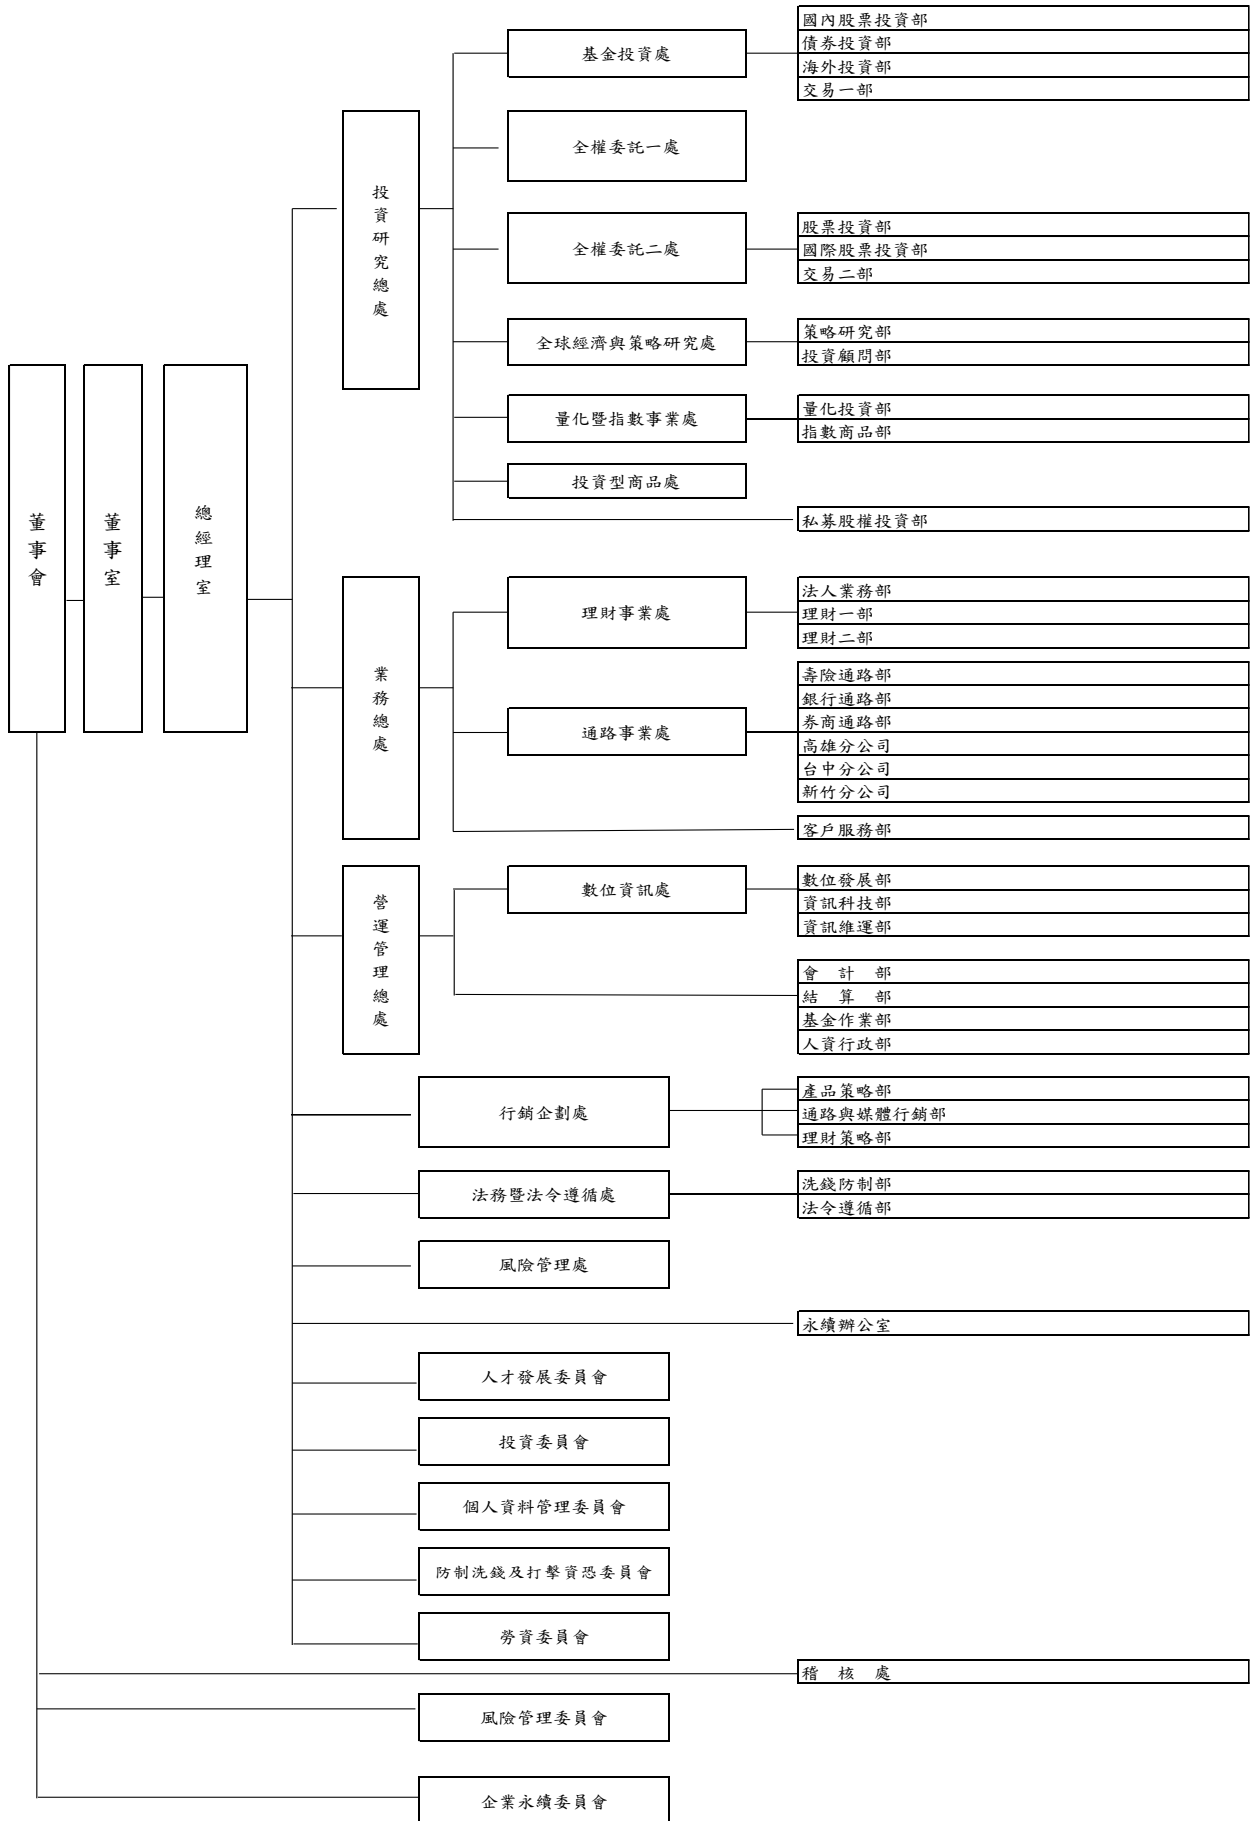 董事會
董事室
總經理室
投資研究總處
基金投資處
國內股票投資部
債券投資部
海外投資部
交易一部
全權委託一處
全權委託二處
股票投資部
國際股票投資部
交易二部
全球經濟與策略研究處
策略研究部
投資顧問部
量化暨指數事業處
量化投資部
指數商品部
投資型商品處
私募股權投資部
業務總處
理財事業處
法人業務部
理財一部
理財二部
通路事業處
壽險通路部
銀行通路部
券商通路部
高雄分公司
台中分公司
新竹分公司
客戶服務部
營運管理總處
數位資訊處
數位發展部
資訊科技部
資訊維運部
會 計 部
結 算 部
基金作業部
人資行政部
行銷企劃處
產品策略部
通路與媒體行銷部
理財策略部
法務暨法令遵循處
洗錢防制部
法令遵循部
風險管理處
永續辦公室
人才發展委員會
投資委員會
個人資料管理委員會
防制洗錢及打擊資恐委員會
勞資委員會
稽 核 處
風險管理委員會
企業永續委員會